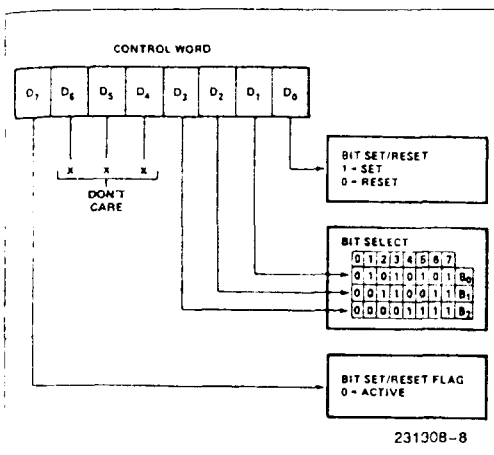 CONTROL WORD
D7 D6 D5 D4 D3 D2 D1 D0
X X X
DON'T
CARE
BIT SET/RESET
1 = SET
0 = RESET
BIT SELECT
0 1 2 3 4 5 6 7
0 1 0 1 0 1 0 1 B0
0 0 1 1 0 0 1 1 B1
0 0 0 0 1 1 1 1 B2
BIT SET/RESET FLAG
0 = ACTIVE
231308-8